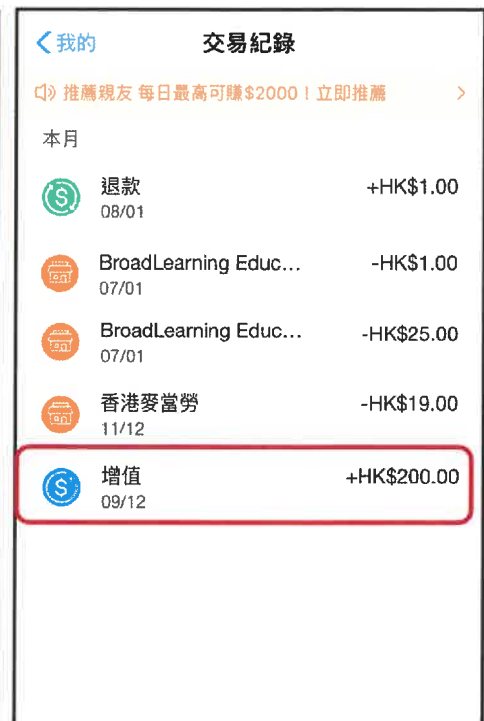 我的
交易紀錄
推薦親友 每日最高可賺$2000！立即推薦
本月
退款
+HK$1.00
08/01
BroadLearning Educ...
-HK$1.00
07/01
BroadLearning Educ...
-HK$25.00
07/01
香港麥當勞
-HK$19.00
11/12
增值
+HK$200.00
09/12